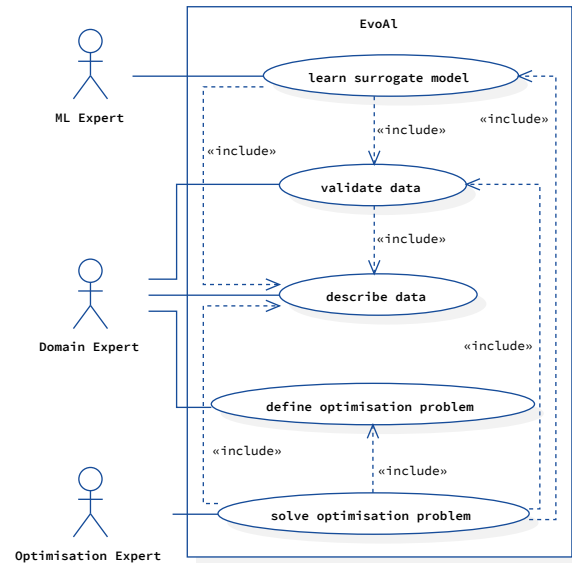 EvoAl
learn surrogate model
ML Expert
«include»
«include»
«include»
validate data
«include»
describe data
Domain Expert
«include»
define optimisation problem
«include»
«include»
solve optimisation problem
Optimisation Expert